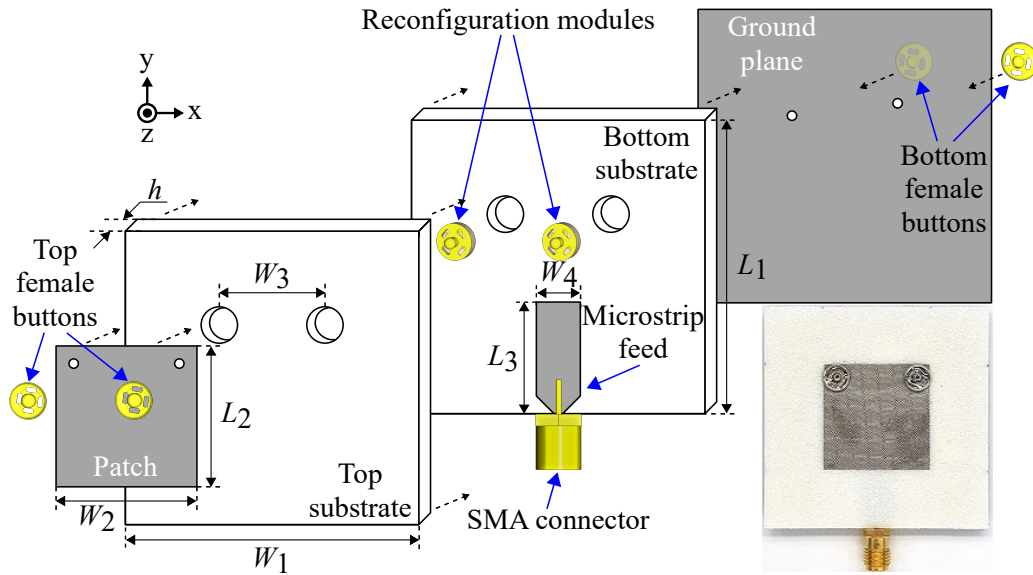 Reconfiguration modules
Ground
plane
y
x
z
Bottom
substrate
Bottom
female
buttons
h
Top
female
buttons
W3
W4
L1
L3
Microstrip
feed
L2
Patch
W2
Top
substrate
SMA connector
W1